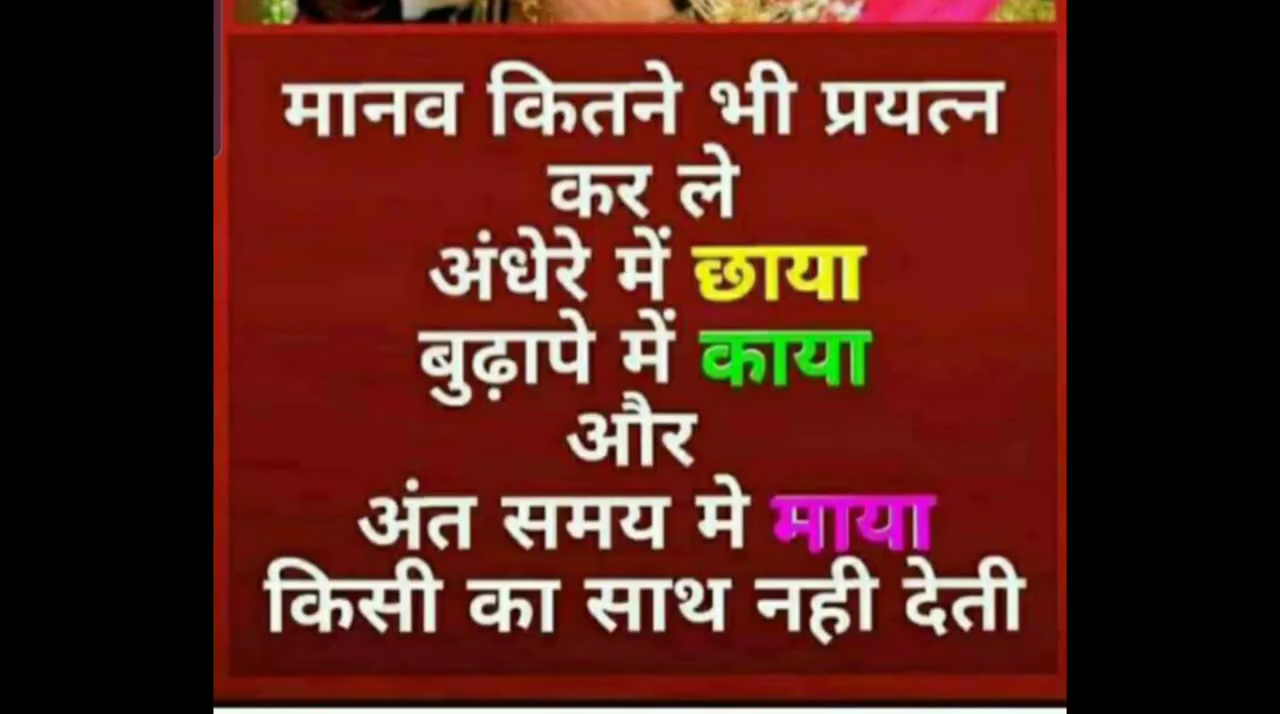 मानव कितने भी प्रयत्न
कर ले
अंधेरे में छाया
बुढ़ापे में काया
और
अंत समय मे माया
किसी का साथ नही देती